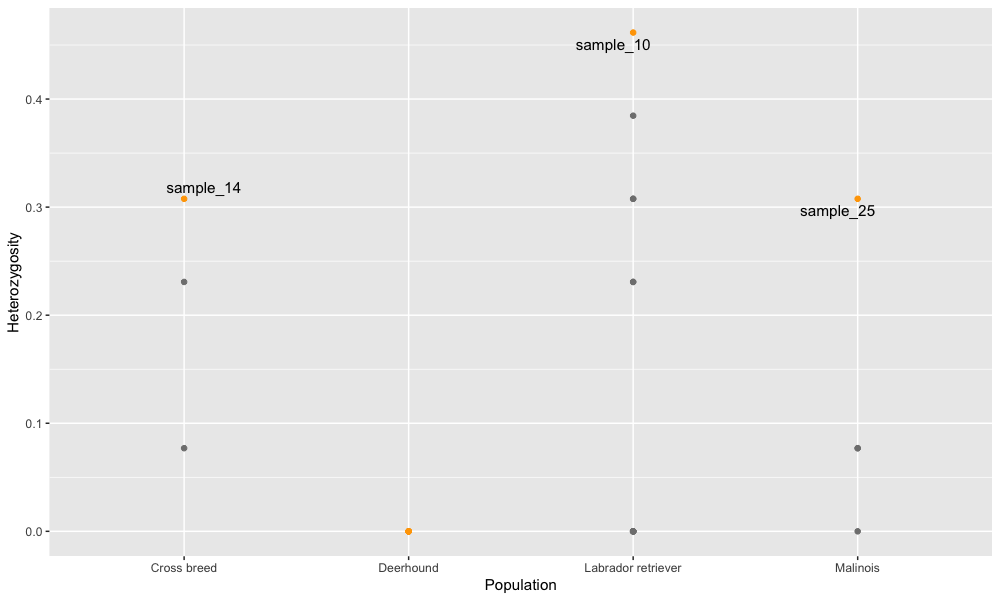 sample_10
sample_14
sample_25
Heterozygosity
0.4
0.3
0.2
0.1
0.0
Cross breed
Deerhound
Labrador retriever
Malinois
Population